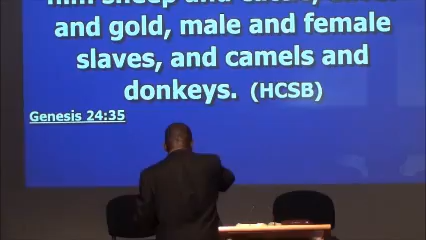 and gold, male and female
slaves, and camels and
donkeys. (HCSB)
Genesis 24:35